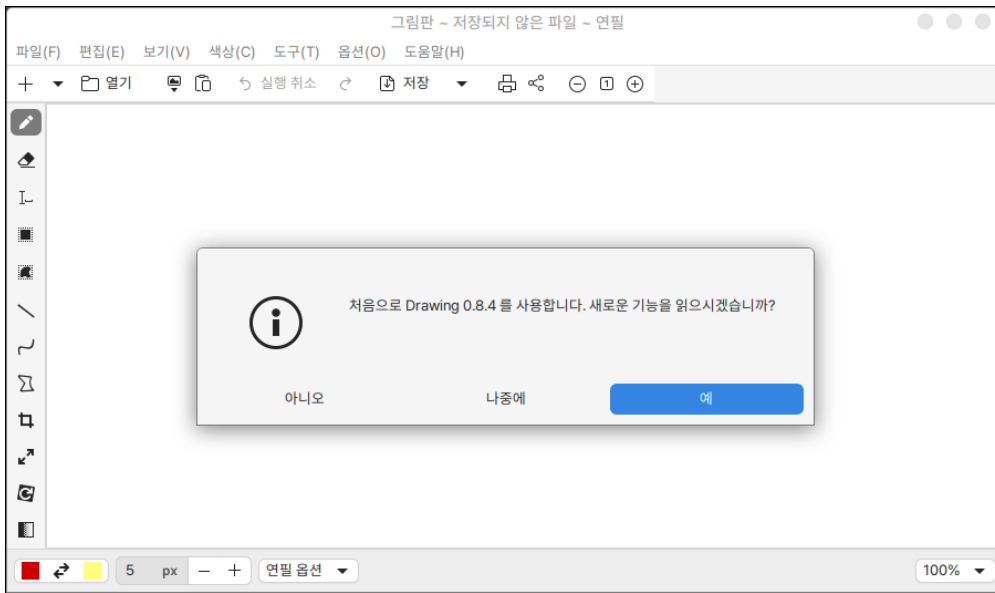 그림판 ~ 저장되지 않은 파일 ~ 연필
파일(F) 편집(E) 보기(V) 색상(C) 도구(T) 옵션(O) 도움말(H)
열기 실행 취소 저장 1
처음으로 Drawing 0.8.4 를 사용합니다. 새로운 기능을 읽으시겠습니까?
아니오 나중에 예
5 px 연필 옵션 100%